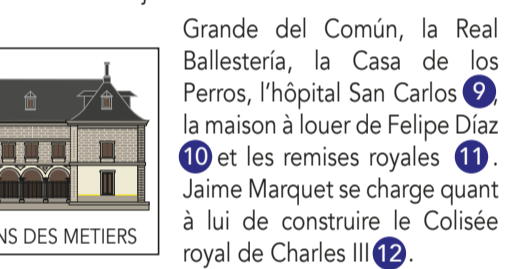 Grande del Común, la Real
Ballestería, la Casa de los
Perros, l'hôpital San Carlos 9,
la maison à louer de Felipe Díaz
10 et les remises royales 11.
Jaime Marquet se charge quant
à lui de construire le Colisée
royal de Charles III 12.
NS DES METIERS